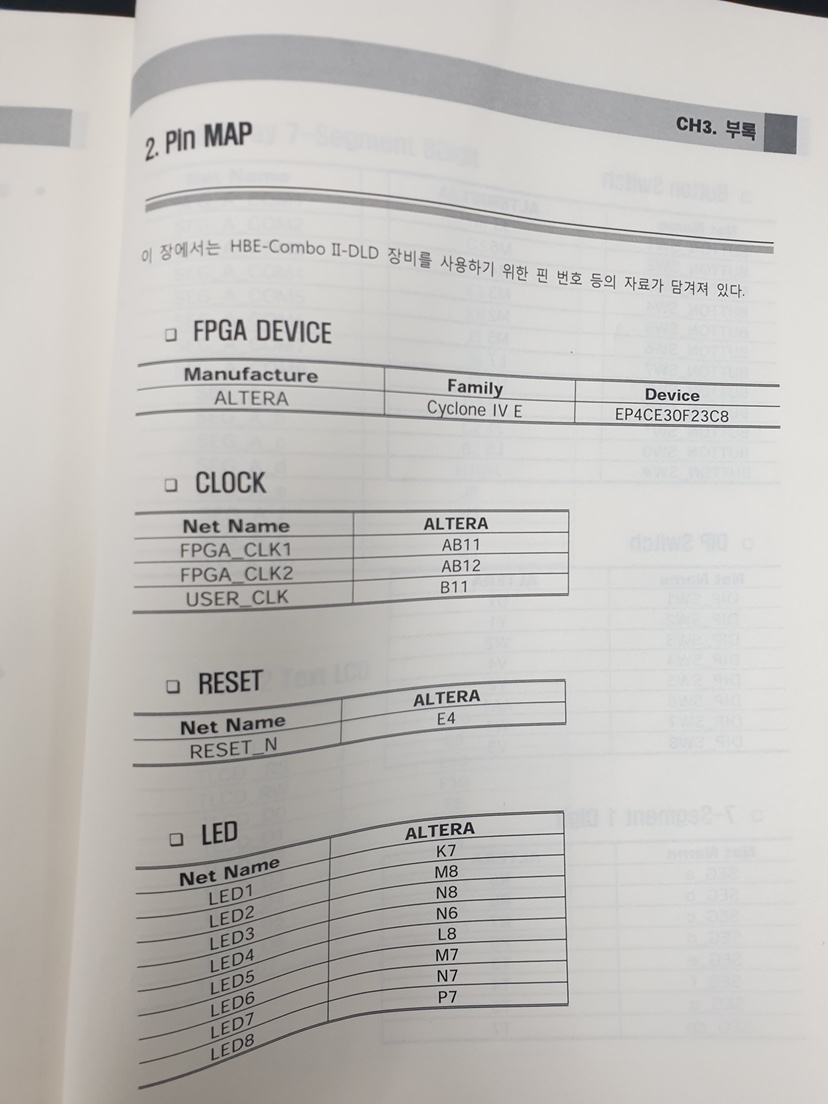 CH3. 부록
2. Pin MAP
이 장에서는 HBE-Combo II-DLD 장비를 사용하기 위한 핀 번호 등의 자료가 담겨져 있다.
❑ FPGA DEVICE
Manufacture Family Device
ALTERA Cyclone IV E EP4CE30F23C8
❑ CLOCK
Net Name ALTERA
FPGA_CLK1 AB11
FPGA_CLK2 AB12
USER_CLK B11
❑ RESET
Net Name ALTERA
RESET_N E4
❑ LED
Net Name ALTERA
LED1 K7
LED2 M8
LED3 N8
LED4 N6
LED5 L8
LED6 M7
LED7 N7
LED8 P7